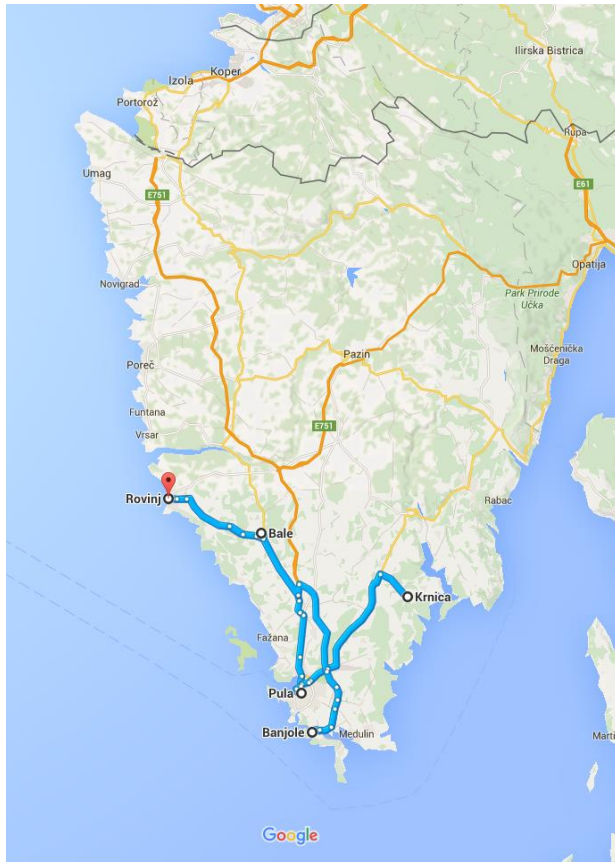 Ilirska Bistrica
Koper
Izola
Portorož
Rupa
Umag
E751
E61
Opatija
Novigrad
Park Prirode
Učka
Mošćenička
Draga
Pazin
Poreč
Funtana
E751
Vrsar
Rovinj
Rabac
Bale
Krnica
Fažana
Pula
Banjole
Medulin
Marti
Google